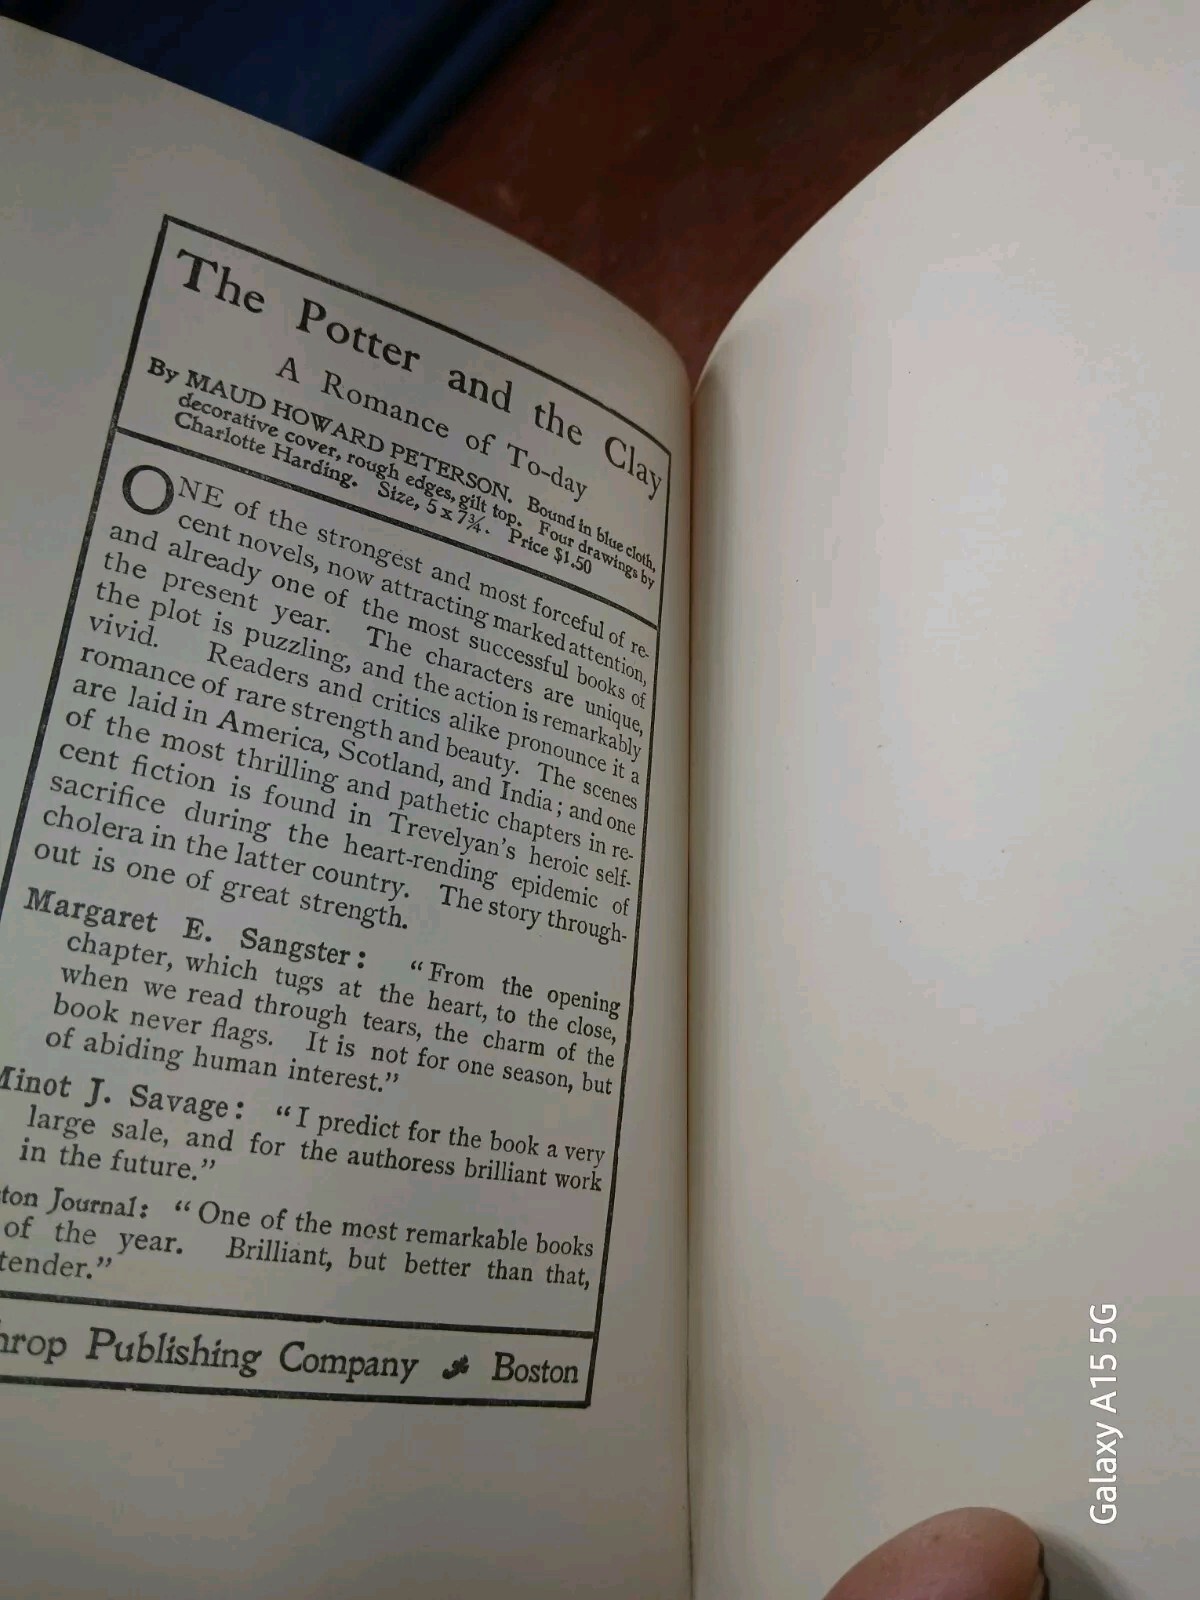 The Potter and the Clay
A Romance of To-day
By MAUD HOWARD PETERSON. Bound in blue cloth,
decorative cover, rough edges, gilt top. Four drawings by
Charlotte Harding. Size, 5 x 7¾. Price $1.50
ONE of the strongest and most forceful of re-
cent novels, now attracting marked attention,
and already one of the most successful books of
the present year. The characters are unique,
the plot is puzzling, and the action is remarkably
vivid. Readers and critics alike pronounce it a
romance of rare strength and beauty. The scenes
are laid in America, Scotland, and India; and one
of the most thrilling and pathetic chapters in re-
cent fiction is found in Trevelyan's heroic self-
sacrifice during the heart-rending epidemic of
cholera in the latter country. The story through-
out is one of great strength.
Margaret E. Sangster: "From the opening
chapter, which tugs at the heart, to the close,
when we read through tears, the charm of the
book never flags. It is not for one season, but
of abiding human interest."
Minot J. Savage: "I predict for the book a very
large sale, and for the authoress brilliant work
in the future."
ton Journal: "One of the most remarkable books
of the year. Brilliant, but better than that,
tender."
hrop Publishing Company Boston
Galaxy A15 5G